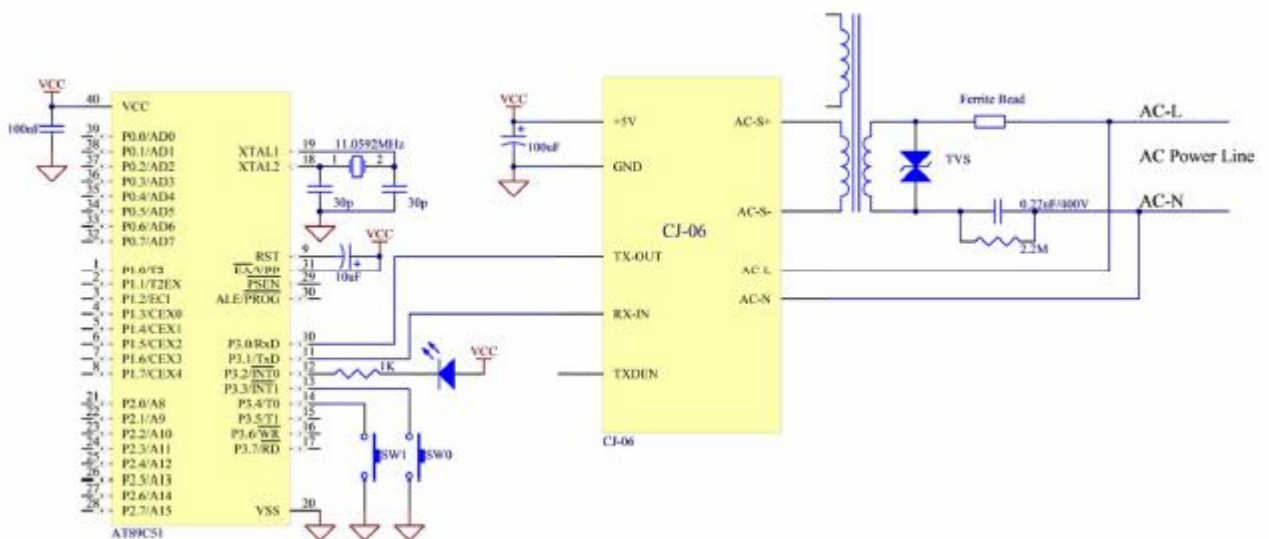 VCC
100nF
40
VCC
39
P0.0/AD0
38
P0.1/AD1
37
P0.2/AD2
36
P0.3/AD3
35
P0.4/AD4
34
P0.5/AD5
33
P0.6/AD6
32
P0.7/AD7
1
P1.0/T2
2
P1.1/T2EX
3
P1.2/ECI
4
P1.3/CEX0
5
P1.4/CEX1
6
P1.5/CEX2
7
P1.6/CEX3
8
P1.7/CEX4
21
P2.0/A8
22
P2.1/A9
23
P2.2/A10
24
P2.3/A11
25
P2.4/A12
26
P2.5/A13
27
P2.6/A14
28
P2.7/A15
XTAL1
19
XTAL2
18
11.0592MHz
1
2
30p
30p
RST
9
VCC
EA/VPP
31
10uF
PSEN
29
ALE/PROG
30
P3.0/RxD
10
P3.1/TxD
11
P3.2/INT0
12
P3.3/INT1
13
P3.4/T0
14
P3.5/T1
15
P3.6/WR
16
P3.7/RD
17
1K
VCC
SW1
SW0
VSS
20
AT89C51
VCC
100uF
+5V
GND
AC-S+
AC-S-
CJ-06
TX-OUT
AC-L
AC-N
RX-IN
TXDEN
CJ-06
Ferrite Bead
TVS
0.22uF/400V
2.2M
AC-L
AC Power Line
AC-N